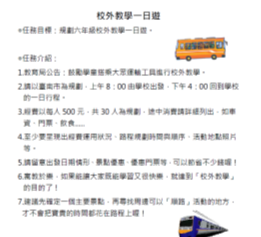 校外教學一日遊
*任務目標：規劃六年級校外教學一日遊。
*任務介紹：
1.教育局公告：鼓勵學童搭乘大眾運輸工具進行校外教學。
2.請以臺南市為規劃，上午 8：00 由學校出發，下午 4：00 回到學校
的一日行程。
3.經費以每人 500 元，共 30 人為規劃，途中消費請詳細列出，如車
資、門票、飲食……
4.至少要呈現出經費運用狀況、路程規劃時間與順序、活動地點照片
等。
5.請留意出發日期情形、景點優惠、優惠門票等，可以節省不少錢喔！
6.寓教於樂，如果能讓大家既能學習又很快樂，就達到「校外教學」
的目的了！
7.建議先確定一個主要景點，再尋找周邊可以「順路」活動的地方，
才不會把寶貴的時間都花在路程上喔！